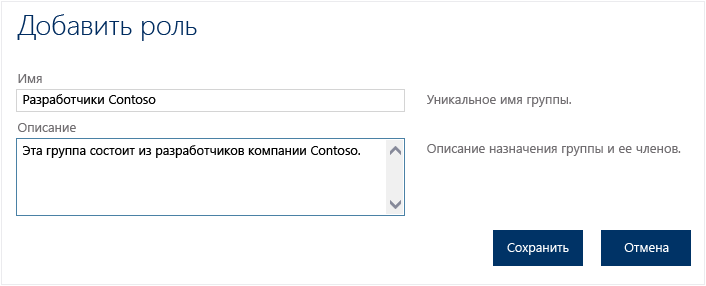 Добавить роль
Имя
Разработчики Contoso
Уникальное имя группы.
Описание
Эта группа состоит из разработчиков компании Contoso.
Описание назначения группы и ее членов.
Сохранить
Отмена